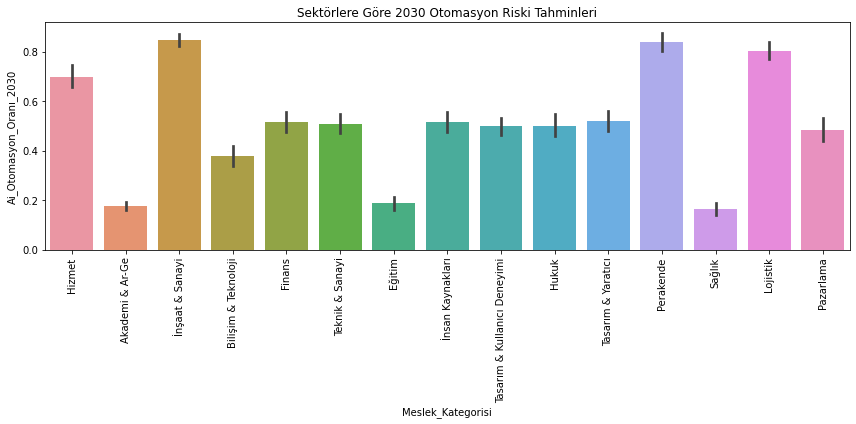 Sektörlere Göre 2030 Otomasyon Riski Tahminleri
Ai_Otomasyon_Oranı_2030
0.8
0.6
0.4
0.2
0.0
Hizmet
Akademi & Ar-Ge
İnşaat & Sanayi
Bilişim & Teknoloji
Finans
Teknik & Sanayi
Eğitim
İnsan Kaynakları
Tasarım & Kullanıcı Deneyimi
Hukuk
Tasarım & Yaratıcı
Perakende
Sağlık
Lojistik
Pazarlama
Meslek_Kategorisi